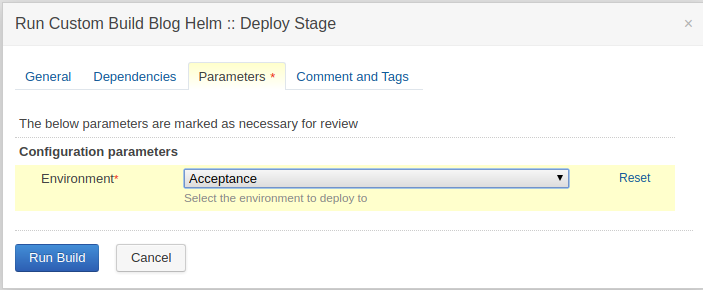 Run Custom Build Blog Helm :: Deploy Stage ×
General Dependencies Parameters * Comment and Tags
The below parameters are marked as necessary for review
Configuration parameters
Environment* Acceptance Reset
Select the environment to deploy to
Run Build Cancel